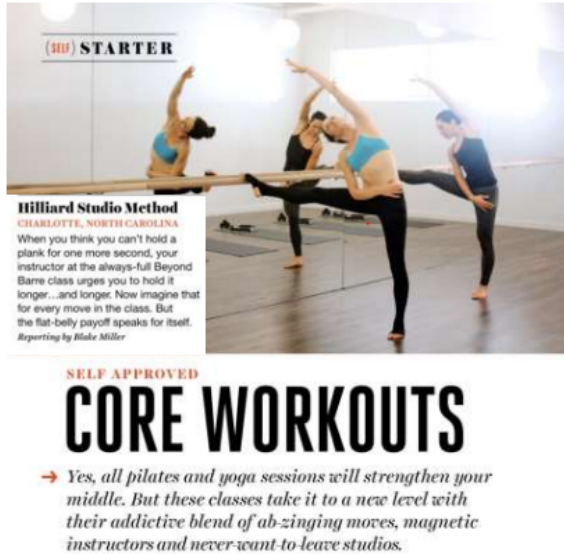 (SELF) STARTER
Hilliard Studio Method
CHARLOTTE, NORTH CAROLINA
When you think you can't hold a
plank for one more second, your
instructor at the always-full Beyond
Barre class urges you to hold it
longer...and longer. Now imagine that
for every move in the class. But
the flat-belly payoff speaks for itself.
Reporting by Blake Miller
SELF APPROVED
CORE WORKOUTS
→ Yes, all pilates and yoga sessions will strengthen your
middle. But these classes take it to a new level with
their addictive blend of ab-zinging moves, magnetic
instructors and never-want-to-leave studios.